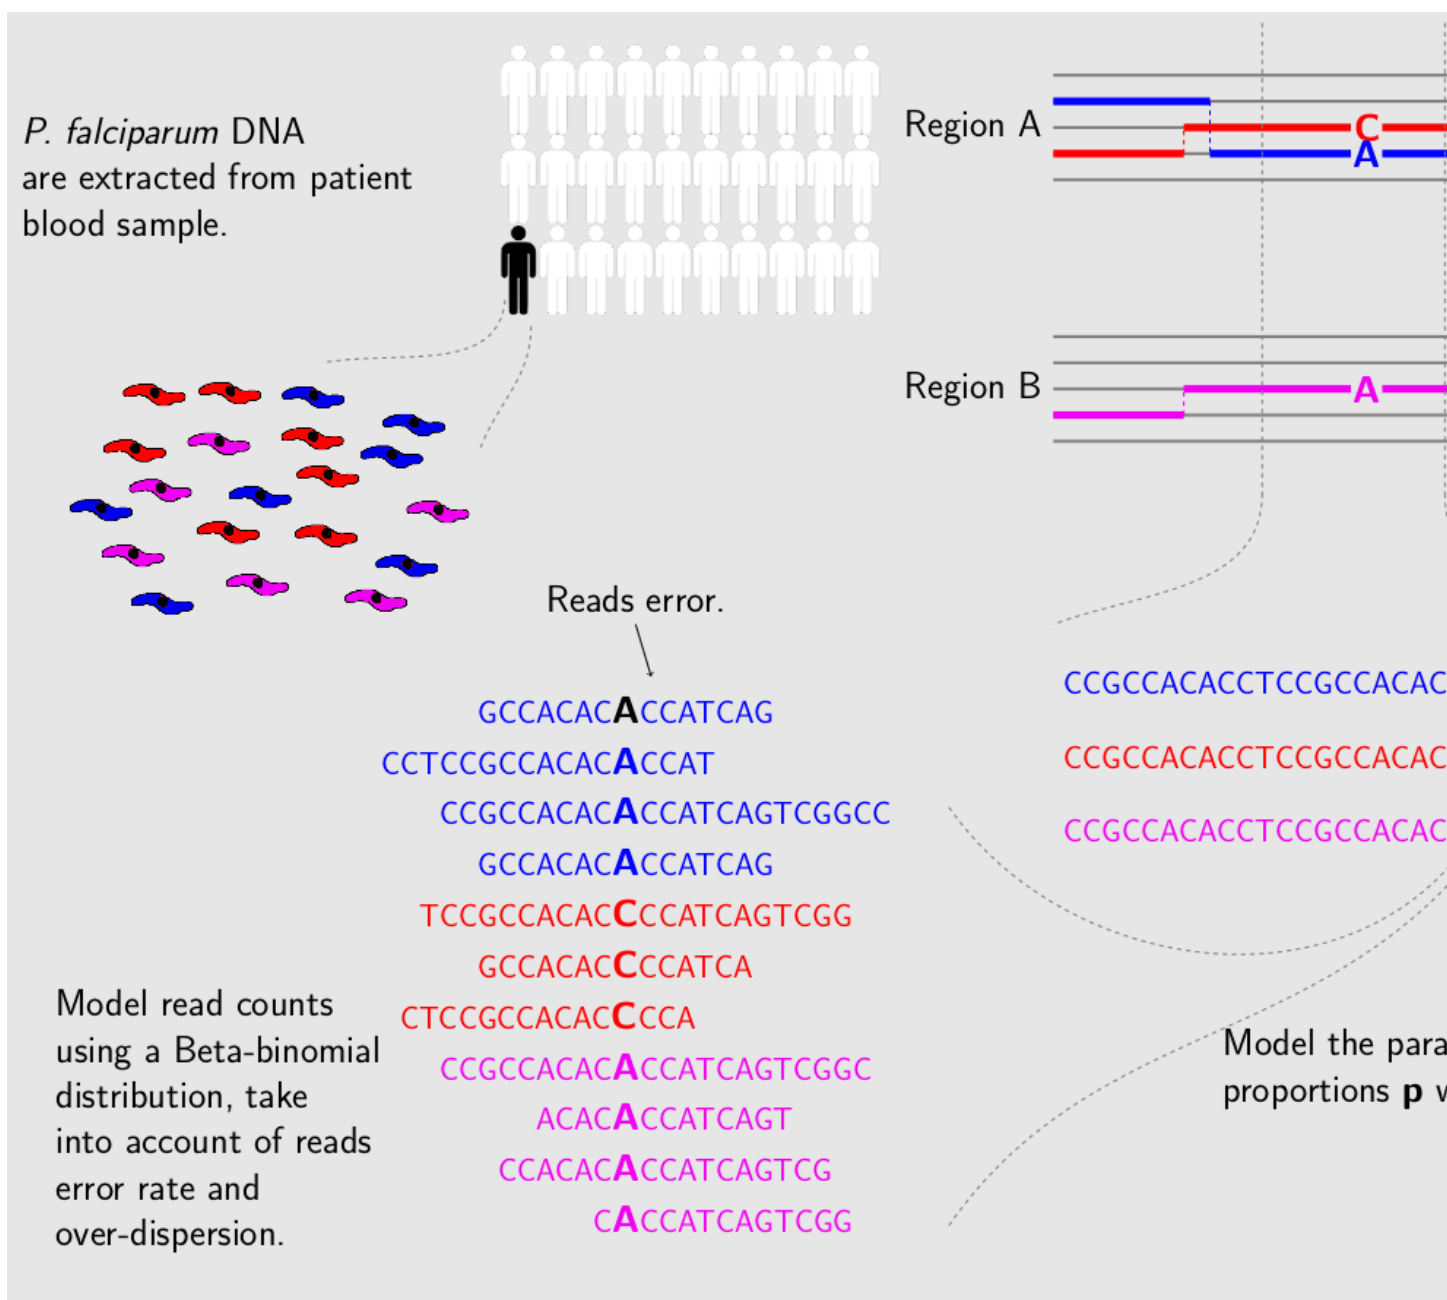 P. falciparum DNA
are extracted from patient
blood sample.
Region A
C
A
Region B
A
Reads error.
GCCACACACCATCAG
CCTCCGCCACACACCAT
CCGCCACACACCATCAGTCGGCC
GCCACACACCATCAG
TCCGCCACACCCCATCAGTCGG
GCCACACCCCATCA
CTCCGCCACACCCCA
CCGCCACACACCATCAGTCGGC
ACACACCATCAGT
CCACACACCATCAGTCG
CACCATCAGTCGG
CCGCCACACCTCCGCCACAC
CCGCCACACCTCCGCCACAC
CCGCCACACCTCCGCCACAC
Model read counts
using a Beta-binomial
distribution, take
into account of reads
error rate and
over-dispersion.
Model the para
proportions p w